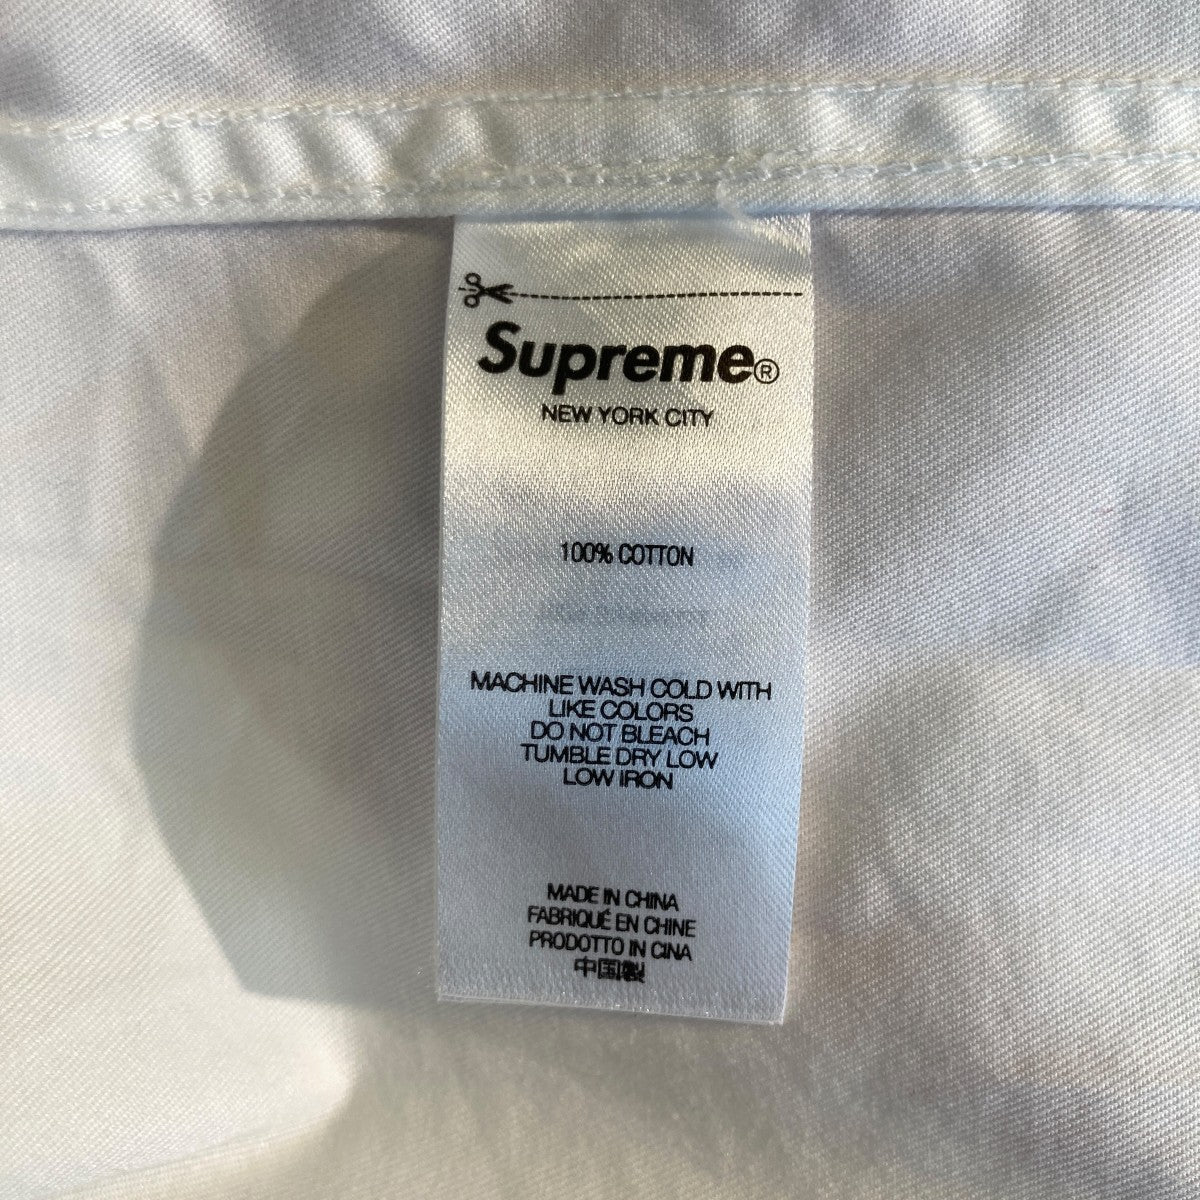 Supreme®
NEW YORK CITY
100% COTTON
MACHINE WASH COLD WITH
LIKE COLORS
DO NOT BLEACH
TUMBLE DRY LOW
LOW IRON
MADE IN CHINA
FABRIQUÉ EN CHINE
PRODOTTO IN CINA
中国製